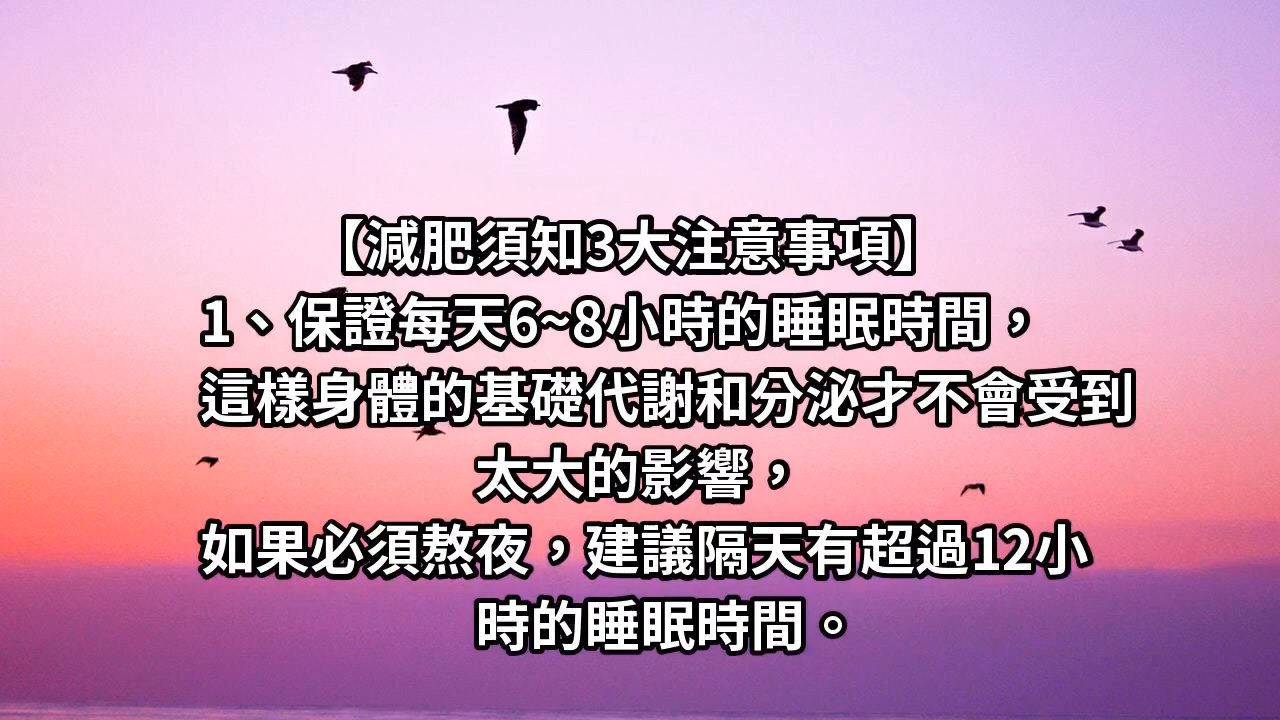 【減肥須知3大注意事項】
1、保證每天6~8小時的睡眠時間，
這樣身體的基礎代謝和分泌才不會受到
太大的影響，
如果必須熬夜，建議隔天有超過12小
時的睡眠時間。